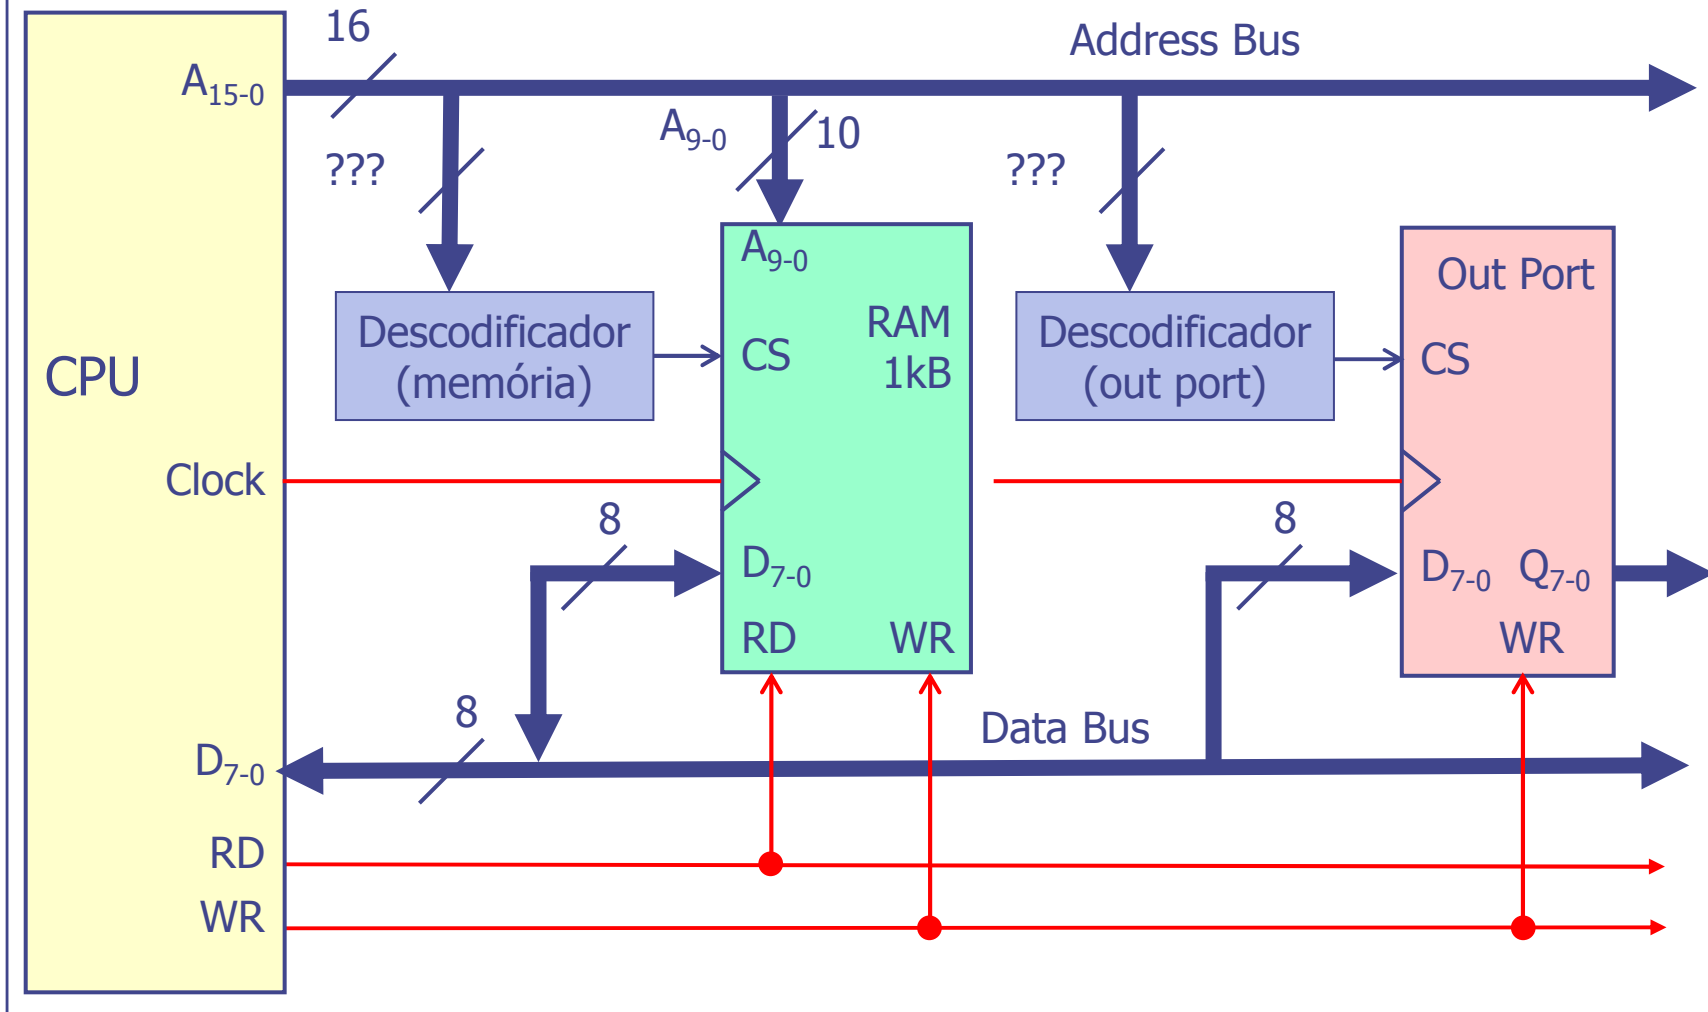 16
Address Bus
A15-0
A9-0
10
???
???
A9-0
Out Port
Descodificador
(memória)
RAM
1kB
Descodificador
(out port)
CS
CS
CPU
Clock
8
8
D7-0
D7-0 Q7-0
RD WR
WR
8
Data Bus
D7-0
RD
WR